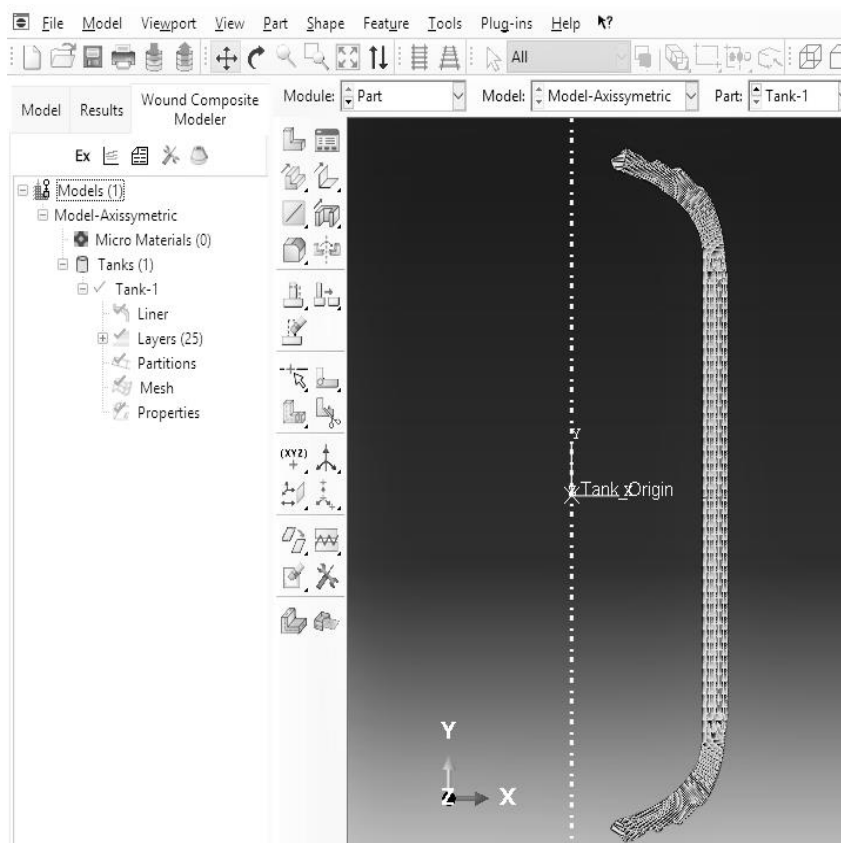 File Model Viewport View Part Shape Feature Tools Plug-ins Help
All
Model Results Wound Composite Modeler
Module: Part Model: Model-Axissymetric Part: Tank-1
Ex
Models (1)
Model-Axissymetric
Micro Materials (0)
Tanks (1)
Tank-1
Liner
Layers (25)
Partitions
Mesh
Properties
(XYZ)
Y
Tank_Origin
X
Y
Z X